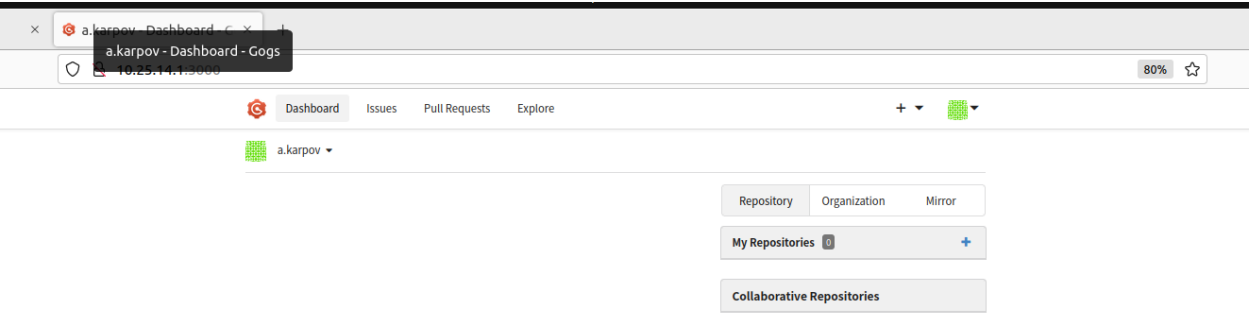 a.karpov - Dashboard - G
a.karpov - Dashboard - Gogs
10.25.14.1:3000
80%
Dashboard Issues Pull Requests Explore
a.karpov
Repository Organization Mirror
My Repositories 0
Collaborative Repositories